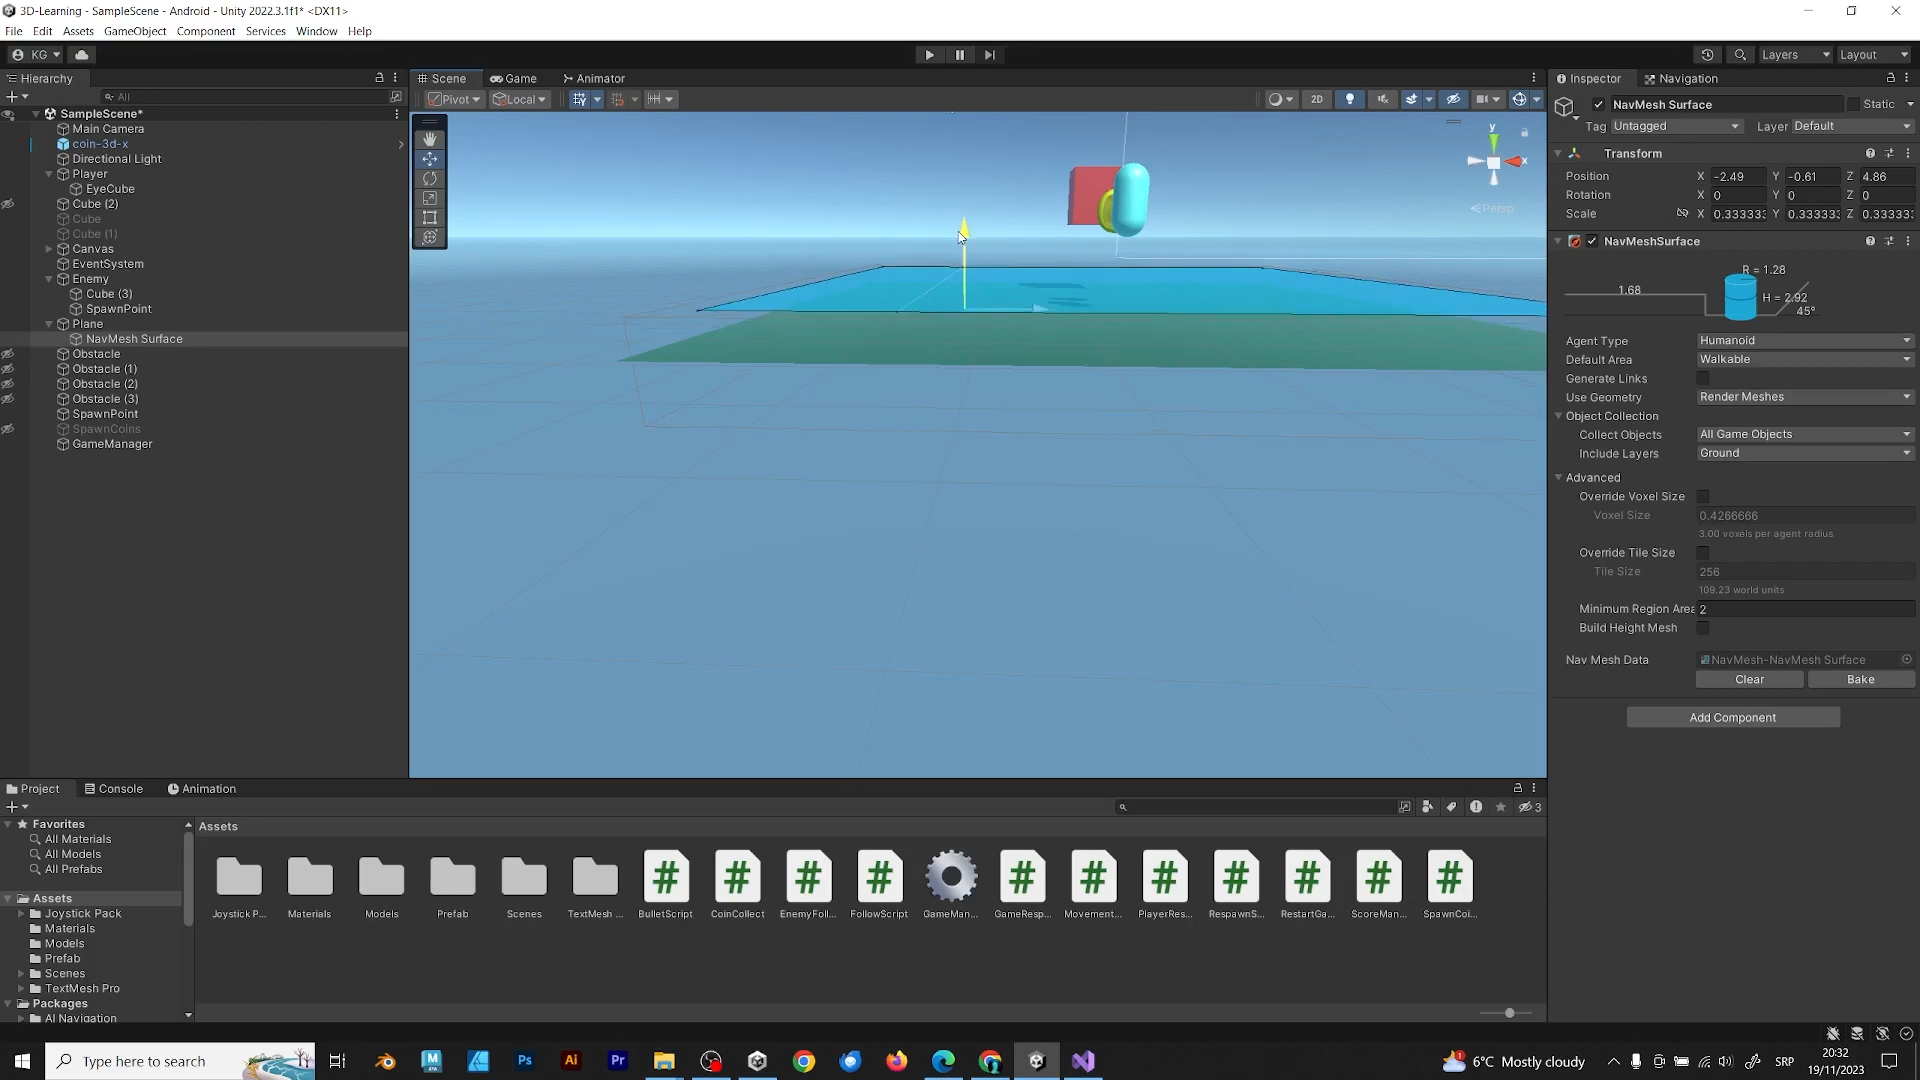 3D-Learning - SampleScene - Android - Unity 2022.3.1f1* <DX11>
File Edit Assets GameObject Component Services Window Help
KG Layers Layout
Hierarchy Scene Game Animator Inspector Navigation
All Pivot Local 2D
SampleScene*
Main Camera
coin-3d-x
Directional Light
Player
EyeCube
Cube (2)
Cube
Cube (1)
Canvas
EventSystem
Enemy
Cube (3)
SpawnPoint
Plane
NavMesh Surface
Obstacle
Obstacle (1)
Obstacle (2)
Obstacle (3)
SpawnPoint
SpawnCoins
GameManager
y
x
Persp
NavMesh Surface Static
Tag Untagged Layer Default
Transform
Position X -2.49 Y -0.61 Z 4.86
Rotation X 0 Y 0 Z 0
Scale X 0.333333 Y 0.333333 Z 0.333333
NavMeshSurface
R = 1.28
1.68
H = 2.92
45°
Agent Type Humanoid
Default Area Walkable
Generate Links
Use Geometry Render Meshes
Object Collection
Collect Objects All Game Objects
Include Layers Ground
Advanced
Override Voxel Size
Voxel Size 0.4266666
3.00 voxels per agent radius
Override Tile Size
Tile Size 256
109.23 world units
Minimum Region Area 2
Build Height Mesh
Nav Mesh Data NavMesh-NavMesh Surface
Clear Bake
Add Component
Project Console Animation
3
Favorites
All Materials
All Models
All Prefabs
Assets
Joystick Pack
Materials
Models
Prefab
Scenes
TextMesh Pro
Packages
AI Navigation
Assets
Joystick P... Materials Models Prefab Scenes TextMesh ... BulletScript CoinCollect EnemyFoll... FollowScript GameMan... GameResp... Movement... PlayerRes... RespawnS... RestartGa... ScoreMan... SpawnCoi...
Type here to search
Ps Ai Pr
1 6°C Mostly cloudy SRP
20:32
19/11/2023